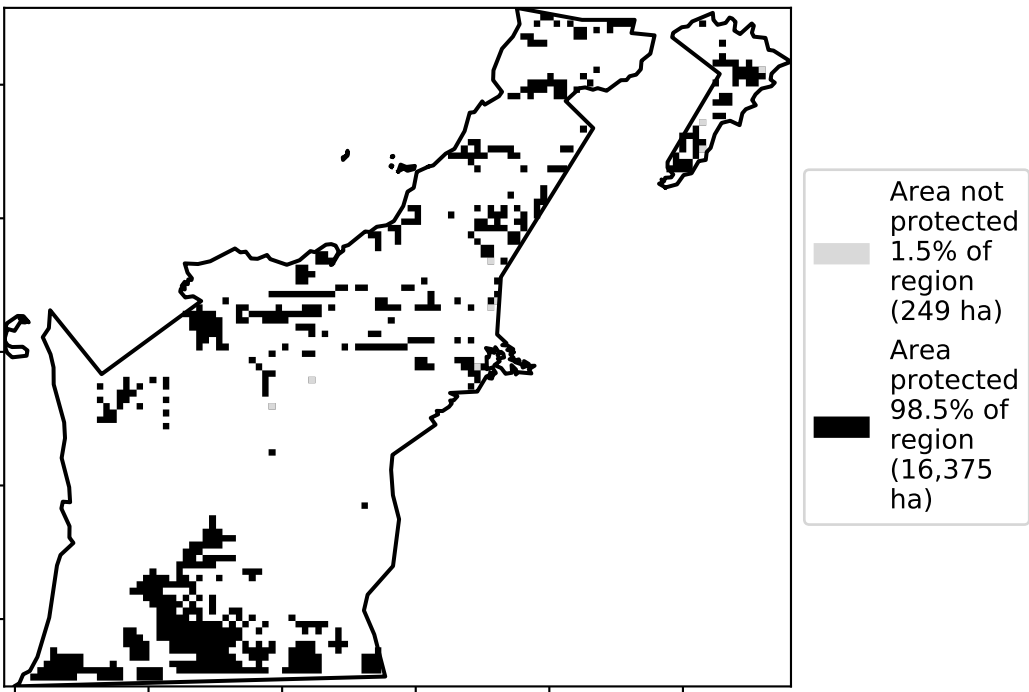 Area not
protected
1.5% of
region
(249 ha)
Area
protected
98.5% of
region
(16,375
ha)